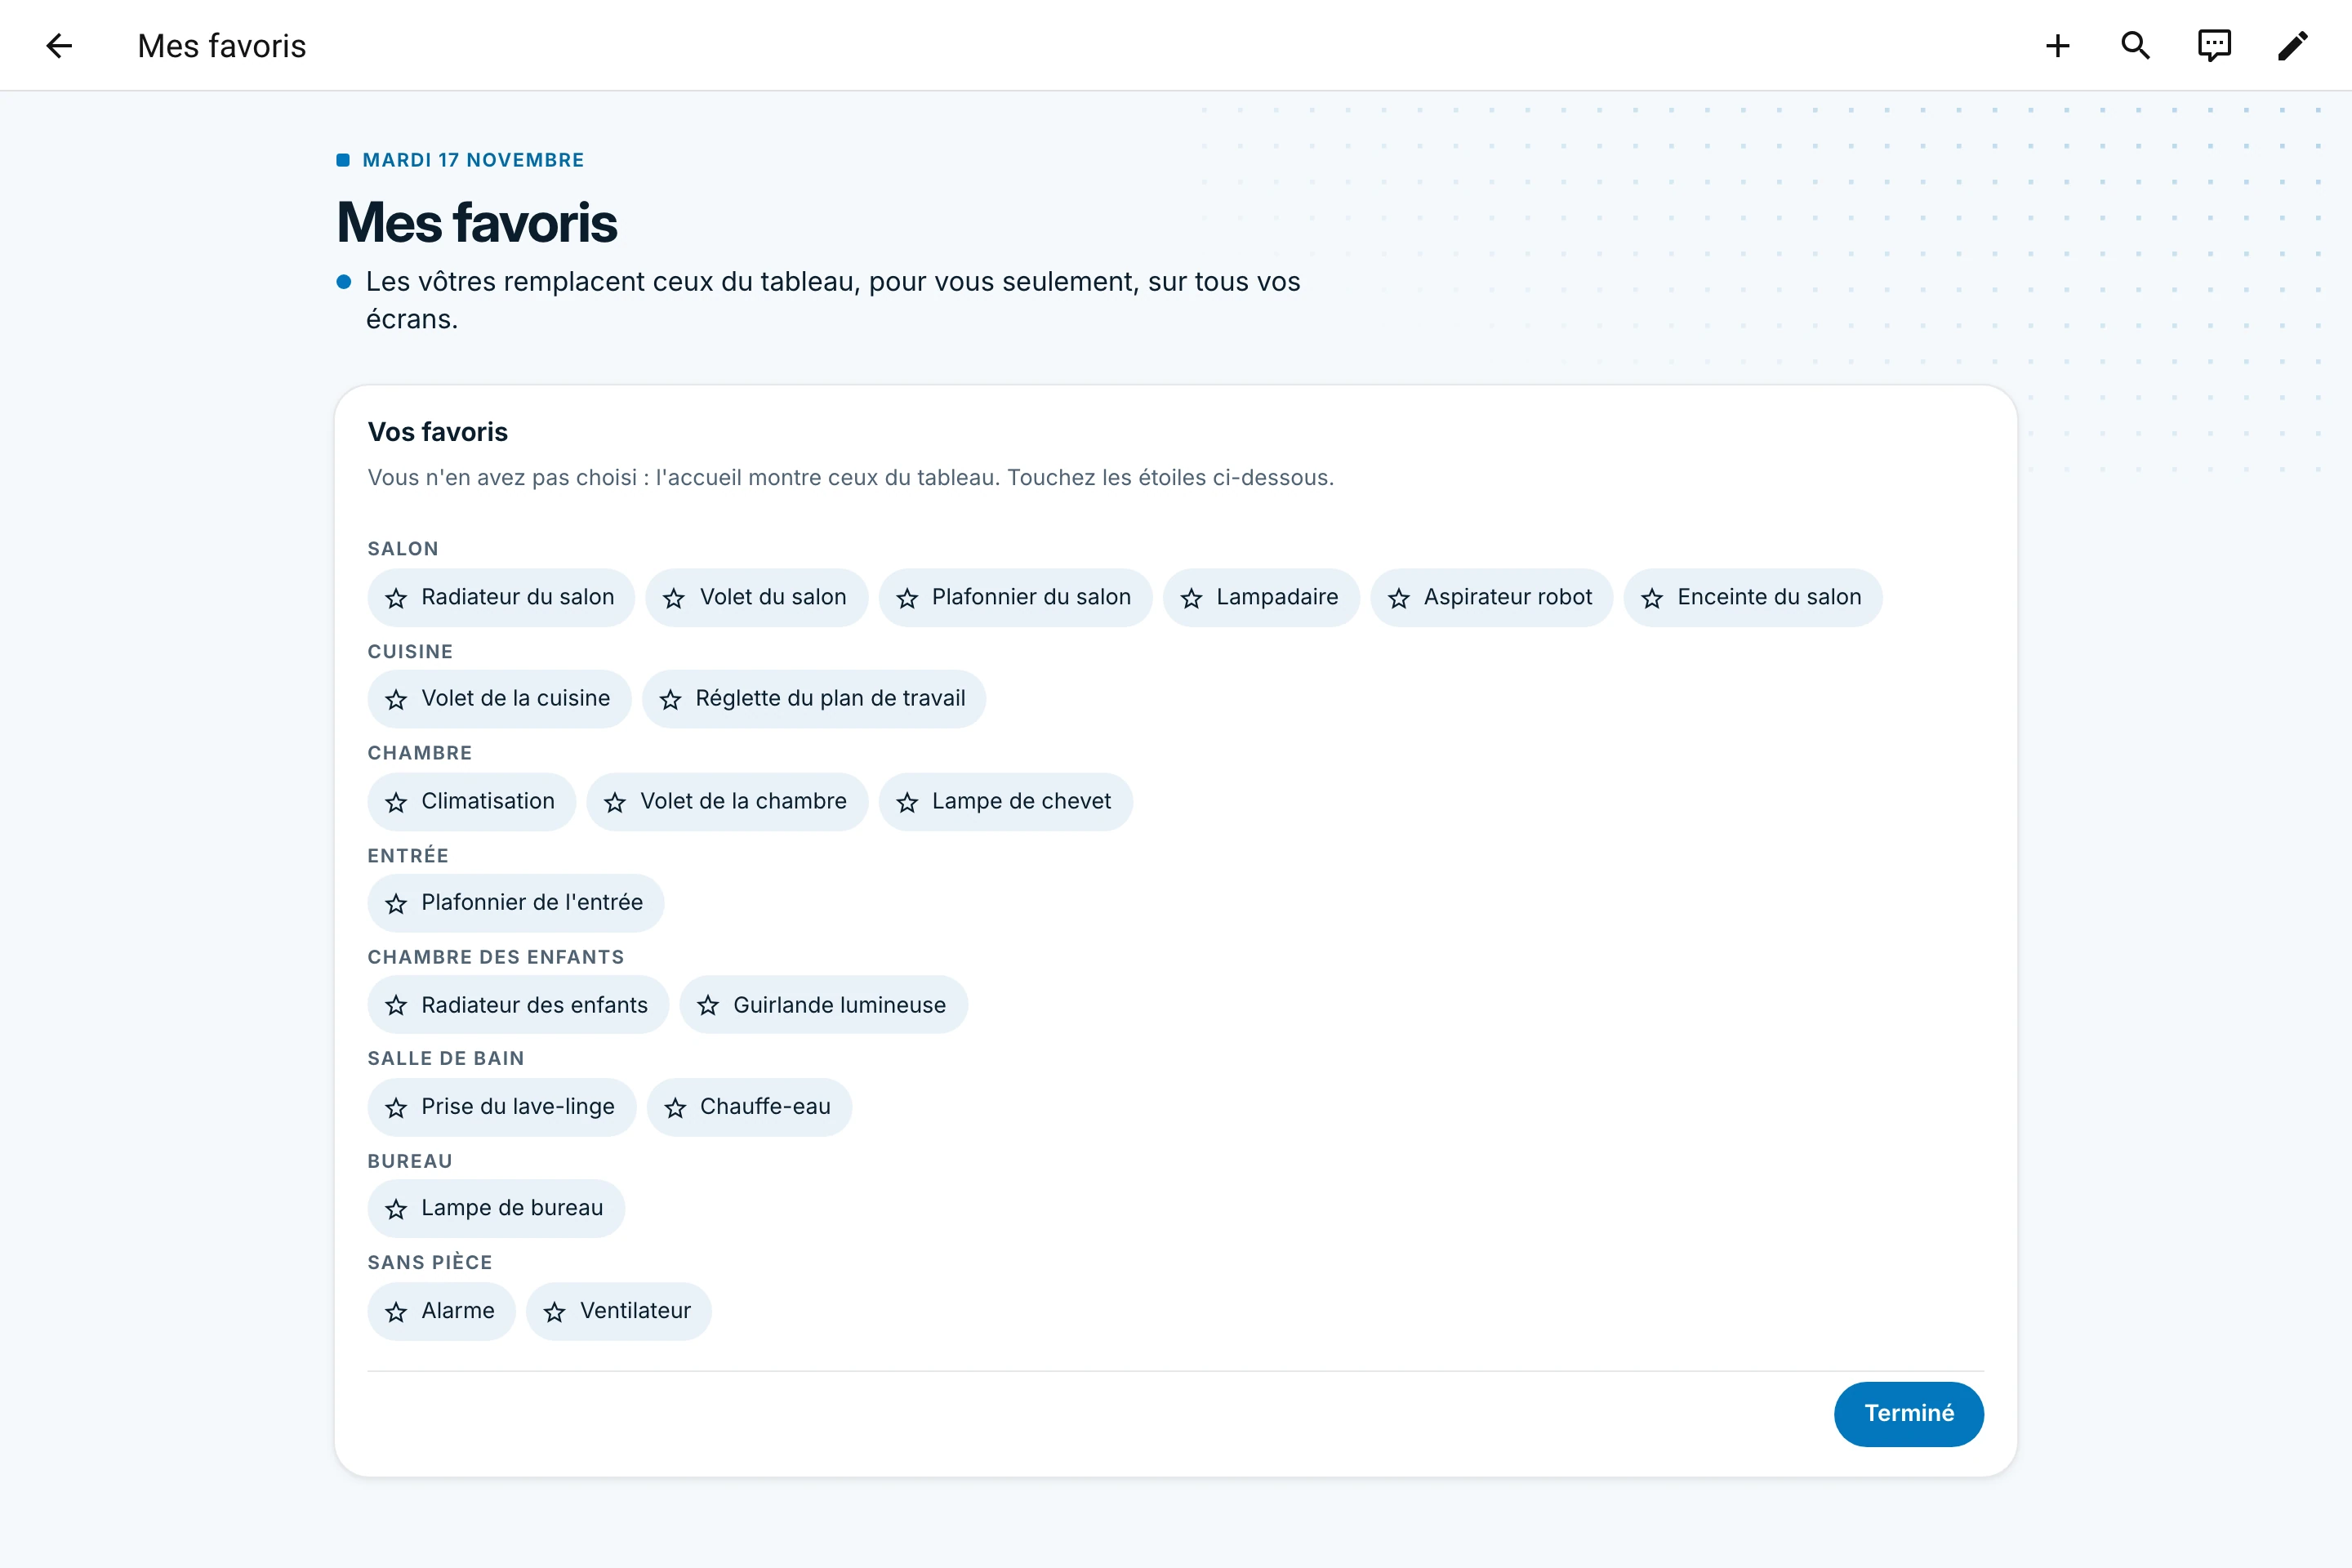 Mes favoris
MARDI 17 NOVEMBRE
Mes favoris
Les vôtres remplacent ceux du tableau, pour vous seulement, sur tous vos
écrans.
Vos favoris
Vous n'en avez pas choisi : l'accueil montre ceux du tableau. Touchez les étoiles ci-dessous.
SALON
Radiateur du salon Volet du salon Plafonnier du salon Lampadaire Aspirateur robot Enceinte du salon
CUISINE
Volet de la cuisine Réglette du plan de travail
CHAMBRE
Climatisation Volet de la chambre Lampe de chevet
ENTRÉE
Plafonnier de l'entrée
CHAMBRE DES ENFANTS
Radiateur des enfants Guirlande lumineuse
SALLE DE BAIN
Prise du lave-linge Chauffe-eau
BUREAU
Lampe de bureau
SANS PIÈCE
Alarme Ventilateur
Terminé